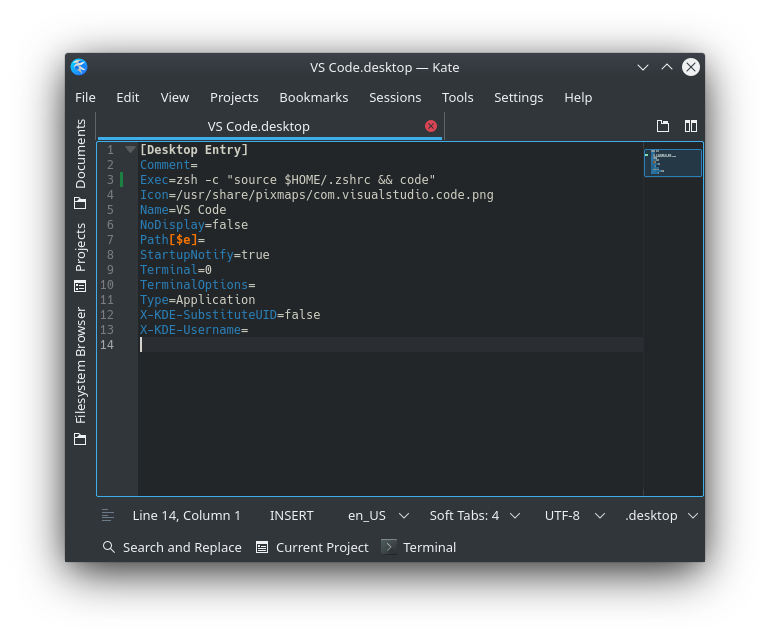 VS Code.desktop — Kate
File Edit View Projects Bookmarks Sessions Tools Settings Help
VS Code.desktop
Documents
Projects
Filesystem Browser
1 [Desktop Entry]
2 Comment=
3 Exec=zsh -c "source $HOME/.zshrc && code"
4 Icon=/usr/share/pixmaps/com.visualstudio.code.png
5 Name=VS Code
6 NoDisplay=false
7 Path[$e]=
8 StartupNotify=true
9 Terminal=0
10 TerminalOptions=
11 Type=Application
12 X-KDE-SubstituteUID=false
13 X-KDE-Username=
14
Line 14, Column 1 INSERT en_US Soft Tabs: 4 UTF-8 .desktop
Search and Replace Current Project Terminal